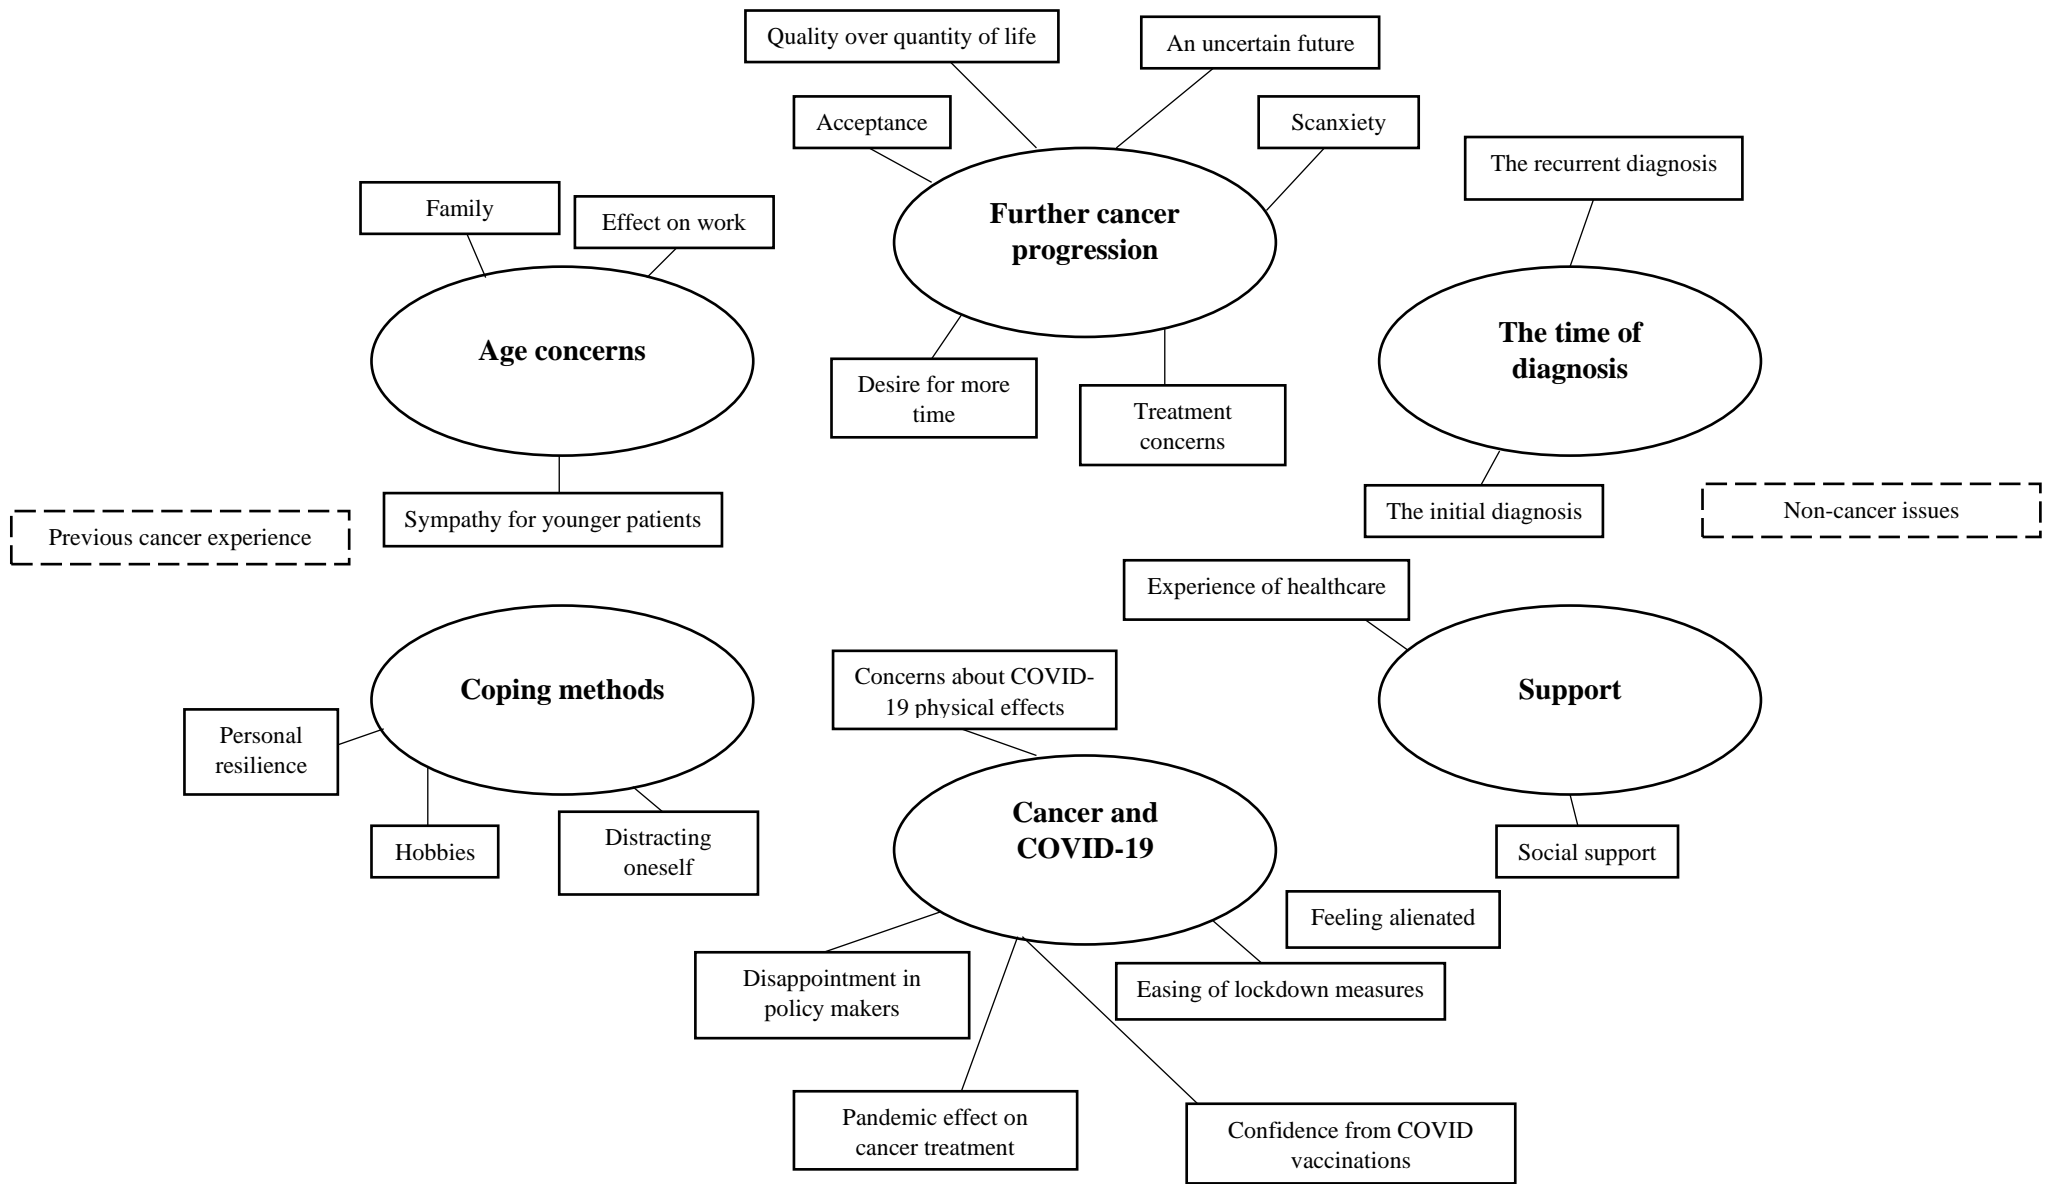 Quality over quantity of life
An uncertain future
Acceptance
Scanxiety
The recurrent diagnosis
Family
Effect on work
Further cancer
progression
Age concerns
The time of
diagnosis
Desire for more
time
Treatment
concerns
Sympathy for younger patients
The initial diagnosis
Non-cancer issues
Previous cancer experience
Experience of healthcare
Coping methods
Concerns about COVID-
19 physical effects
Support
Personal
resilience
Hobbies
Distracting
oneself
Cancer and
COVID-19
Social support
Feeling alienated
Disappointment in
policy makers
Easing of lockdown measures
Pandemic effect on
cancer treatment
Confidence from COVID
vaccinations